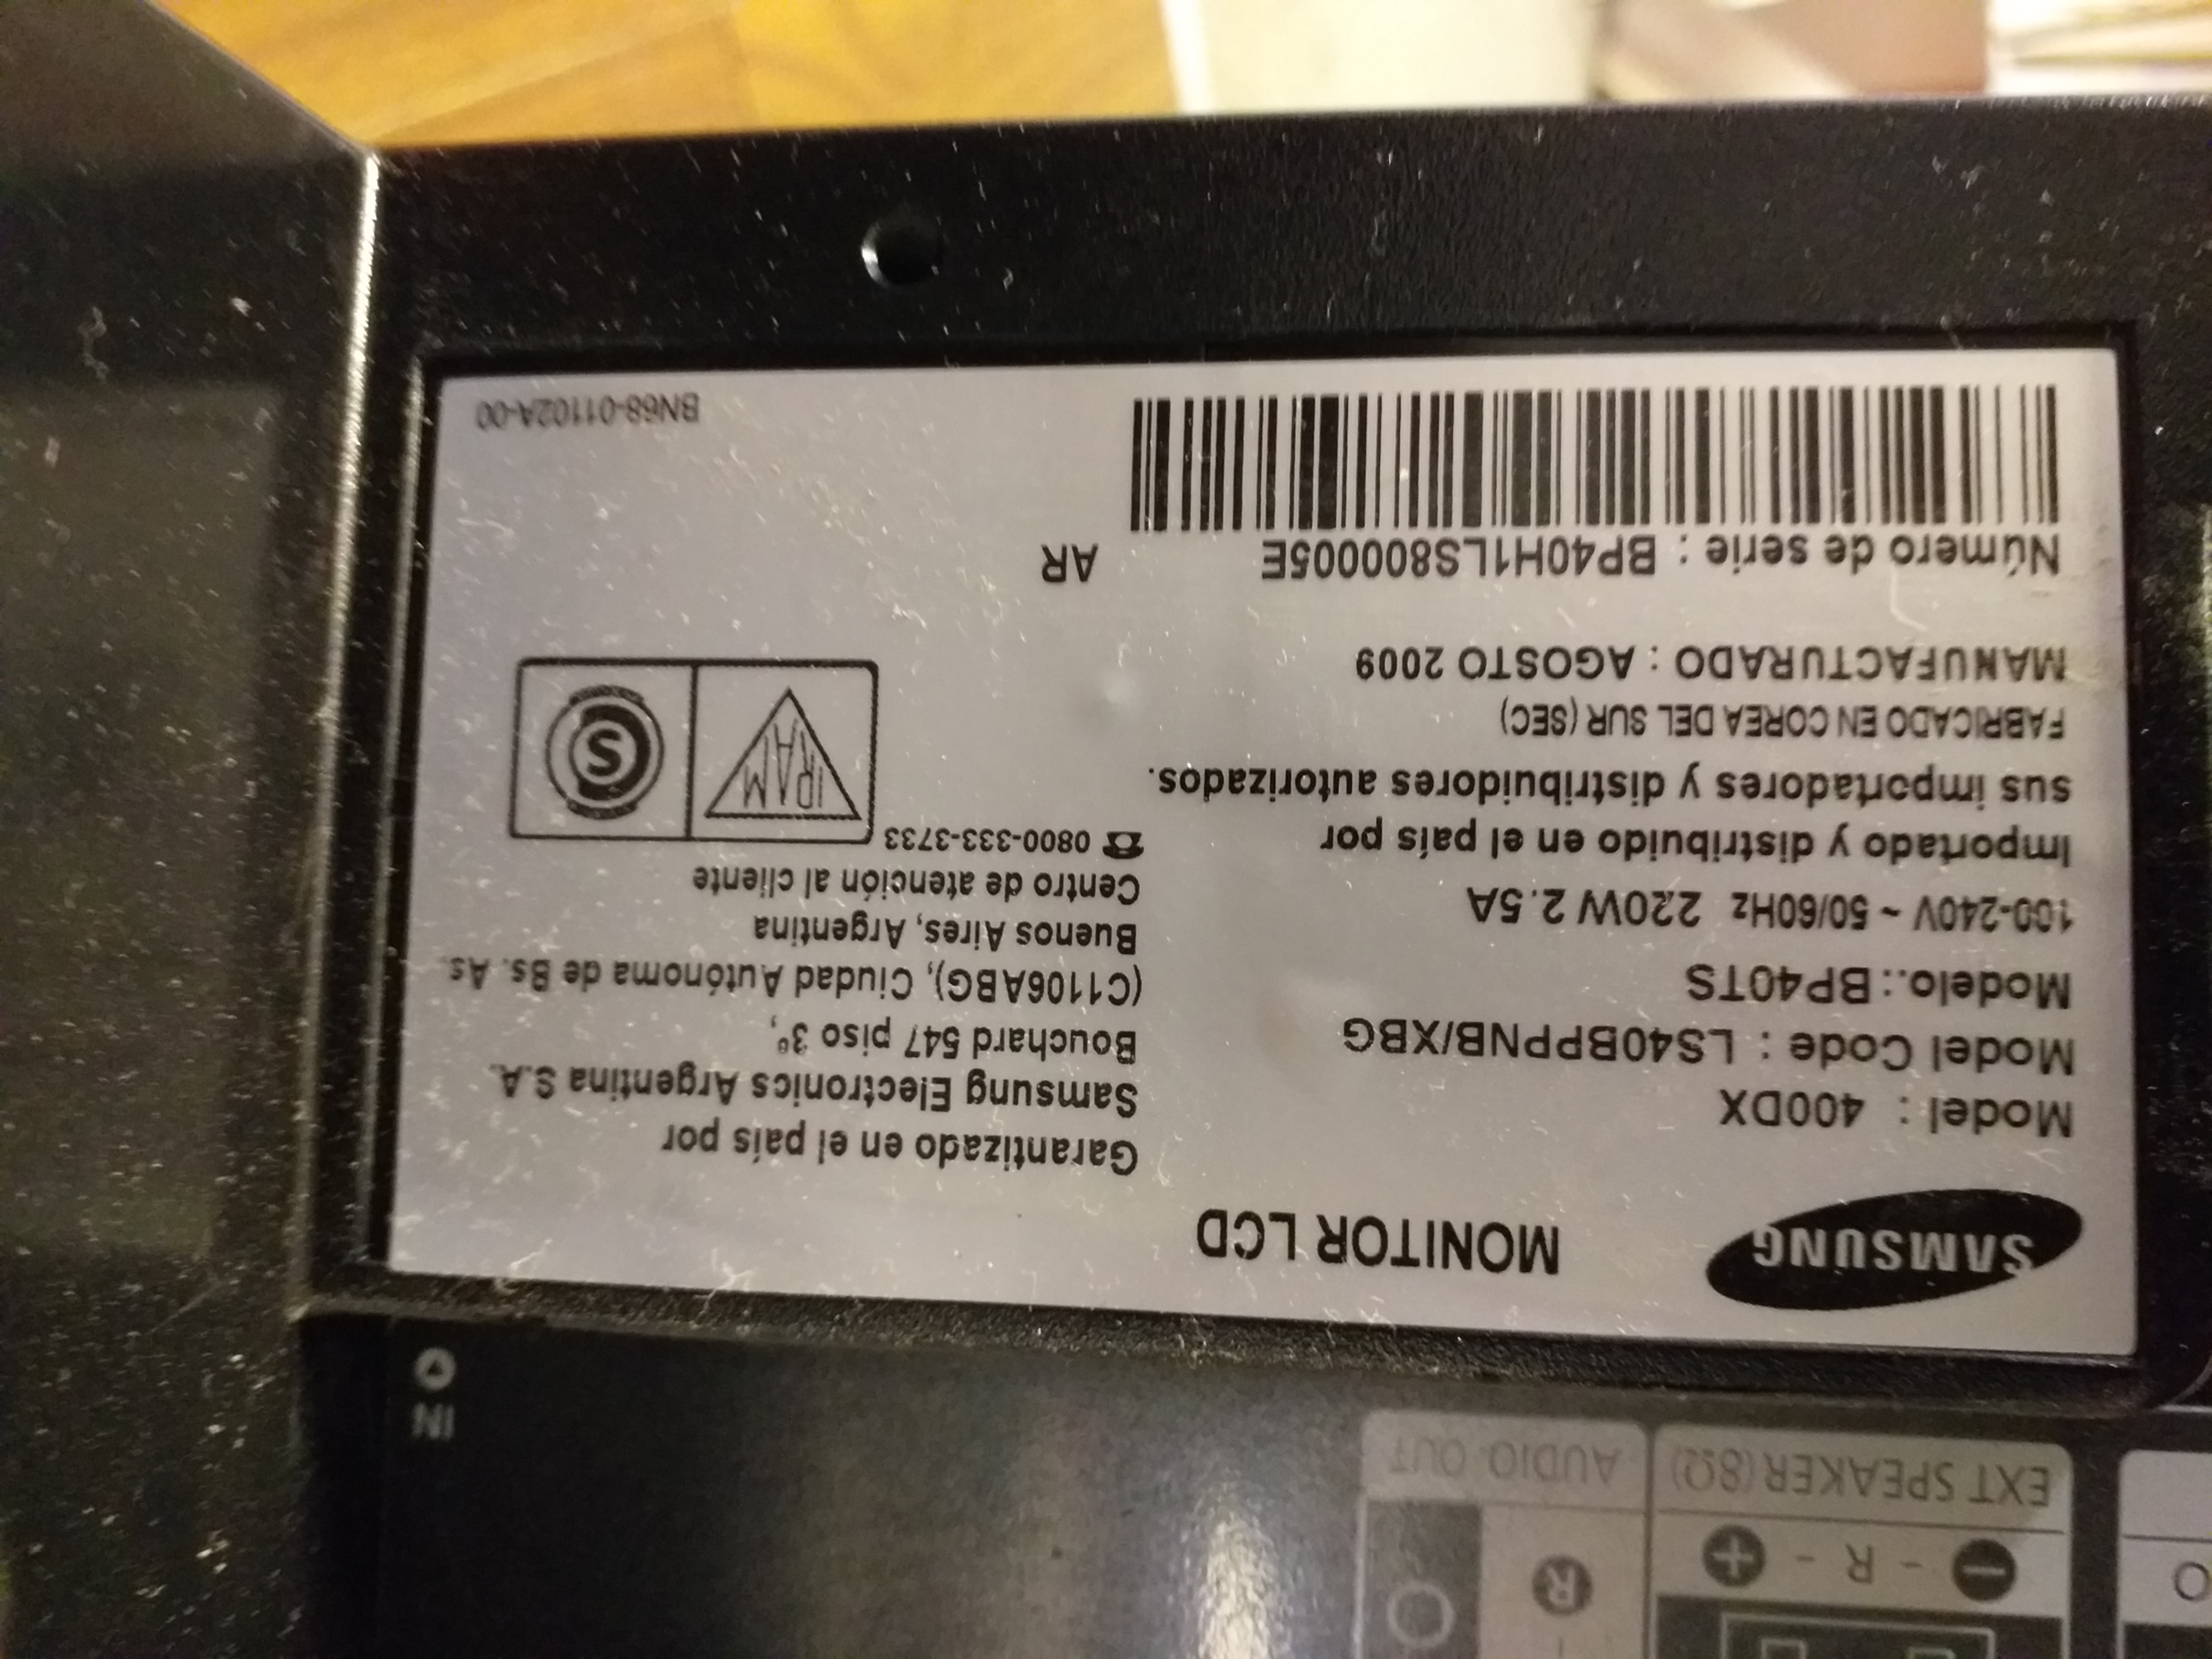 SAMSUNG
MONITOR LCD
Model : 400DX
Model Code : LS40BPPNB/XBG
Modelo.: BP40TS
100-240V ~ 50/60Hz 220W 2.5A
Importado y distribuido en el país por
sus importadores y distribuidores autorizados.
FABRICADO EN COREA DEL SUR (SEC)
MANUFACTURADO : AGOSTO 2009
Número de serie : BP40H1LS800005E
AR
Garantizado en el país por
Samsung Electronics Argentina S.A.
Bouchard 547 piso 3º,
(C1106ABG), Ciudad Autónoma de Bs. As.
Buenos Aires, Argentina
Centro de atención al cliente
☎ 0800-333-3733
IRAM
S
BN68-01102A-00
IN
EXT SPEAKER(8Ω)
AUDIO OUT
- R - +
R